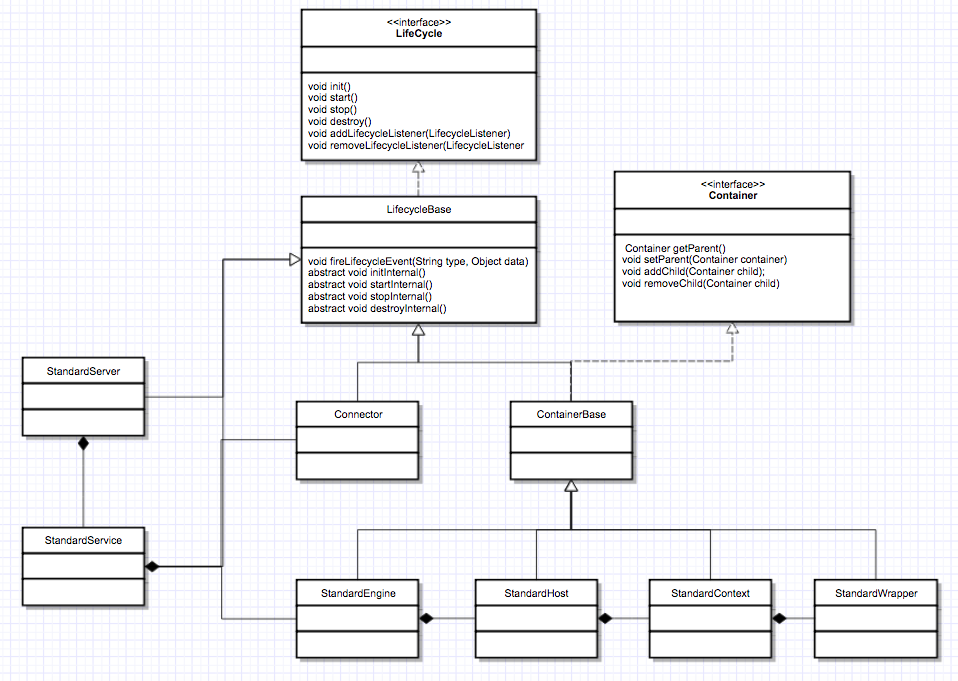 <<interface>>
LifeCycle
void init()
void start()
void stop()
void destroy()
void addLifecycleListener(LifecycleListener)
void removeLifecycleListener(LifecycleListener
LifecycleBase
void fireLifecycleEvent(String type, Object data)
abstract void initInternal()
abstract void startInternal()
abstract void stopInternal()
abstract void destroyInternal()
<<interface>>
Container
Container getParent()
void setParent(Container container)
void addChild(Container child);
void removeChild(Container child)
StandardServer
Connector
ContainerBase
StandardService
StandardEngine
StandardHost
StandardContext
StandardWrapper